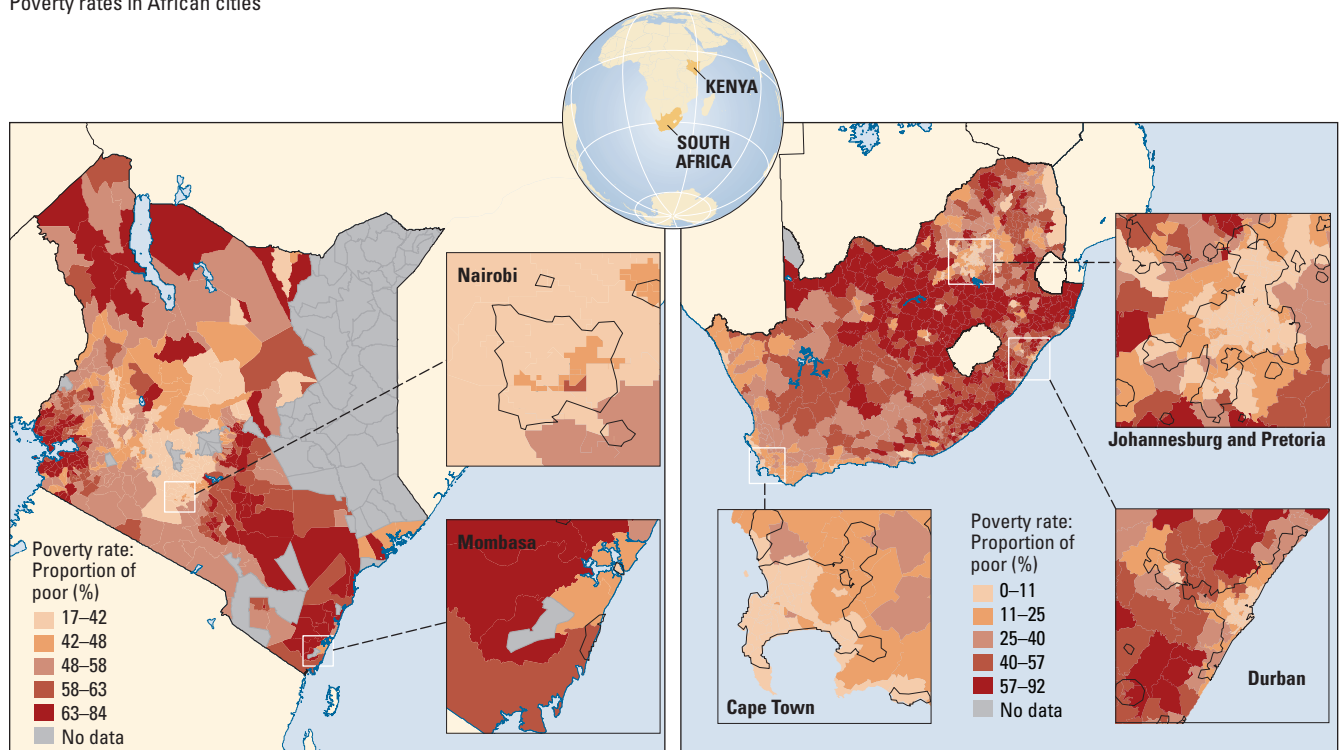 Poverty rates in African cities
KENYA
SOUTH
AFRICA
Nairobi
Mombasa
Poverty rate:
Proportion of
poor (%)
17–42
42–48
48–58
58–63
63–84
No data
Johannesburg and Pretoria
Cape Town
Poverty rate:
Proportion of
poor (%)
0–11
11–25
25–40
40–57
57–92
No data
Durban